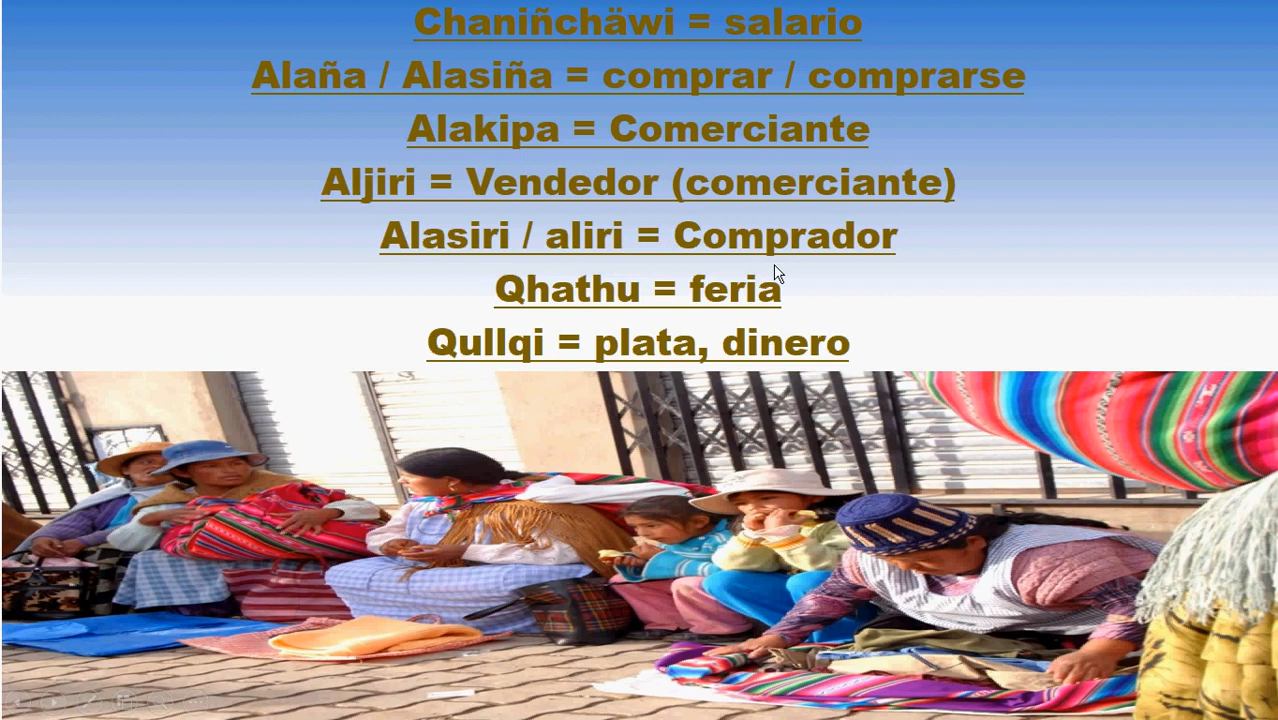 Chaniñchäwi = salario
Alaña / Alasiña = comprar / comprarse
Alakipa = Comerciante
Aljiri = Vendedor (comerciante)
Alasiri / aliri = Comprador
Qhathu = feria
Qullqi = plata, dinero